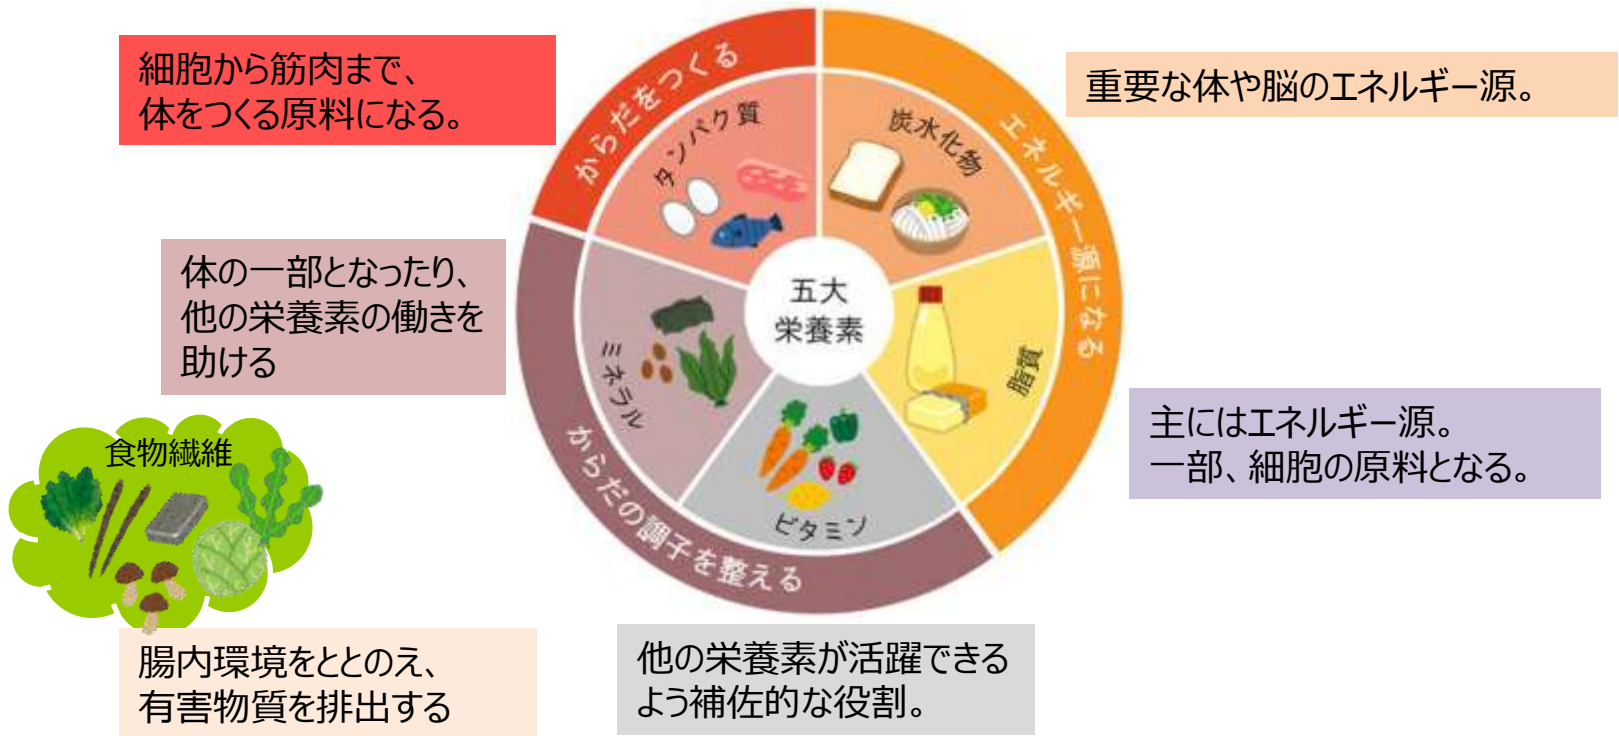 細胞から筋肉まで、
体をつくる原料になる。
重要な体や脳のエネルギー源。
からだをつくる
エネルギー源になる
タンパク質
炭水化物
五大
栄養素
体の一部となったり、
他の栄養素の働きを
助ける
ミネラル
脂質
主にはエネルギー源。
一部、細胞の原料となる。
食物繊維
ビタミン
からだの調子を整える
腸内環境をととのえ、
有害物質を排出する
他の栄養素が活躍できる
よう補佐的な役割。